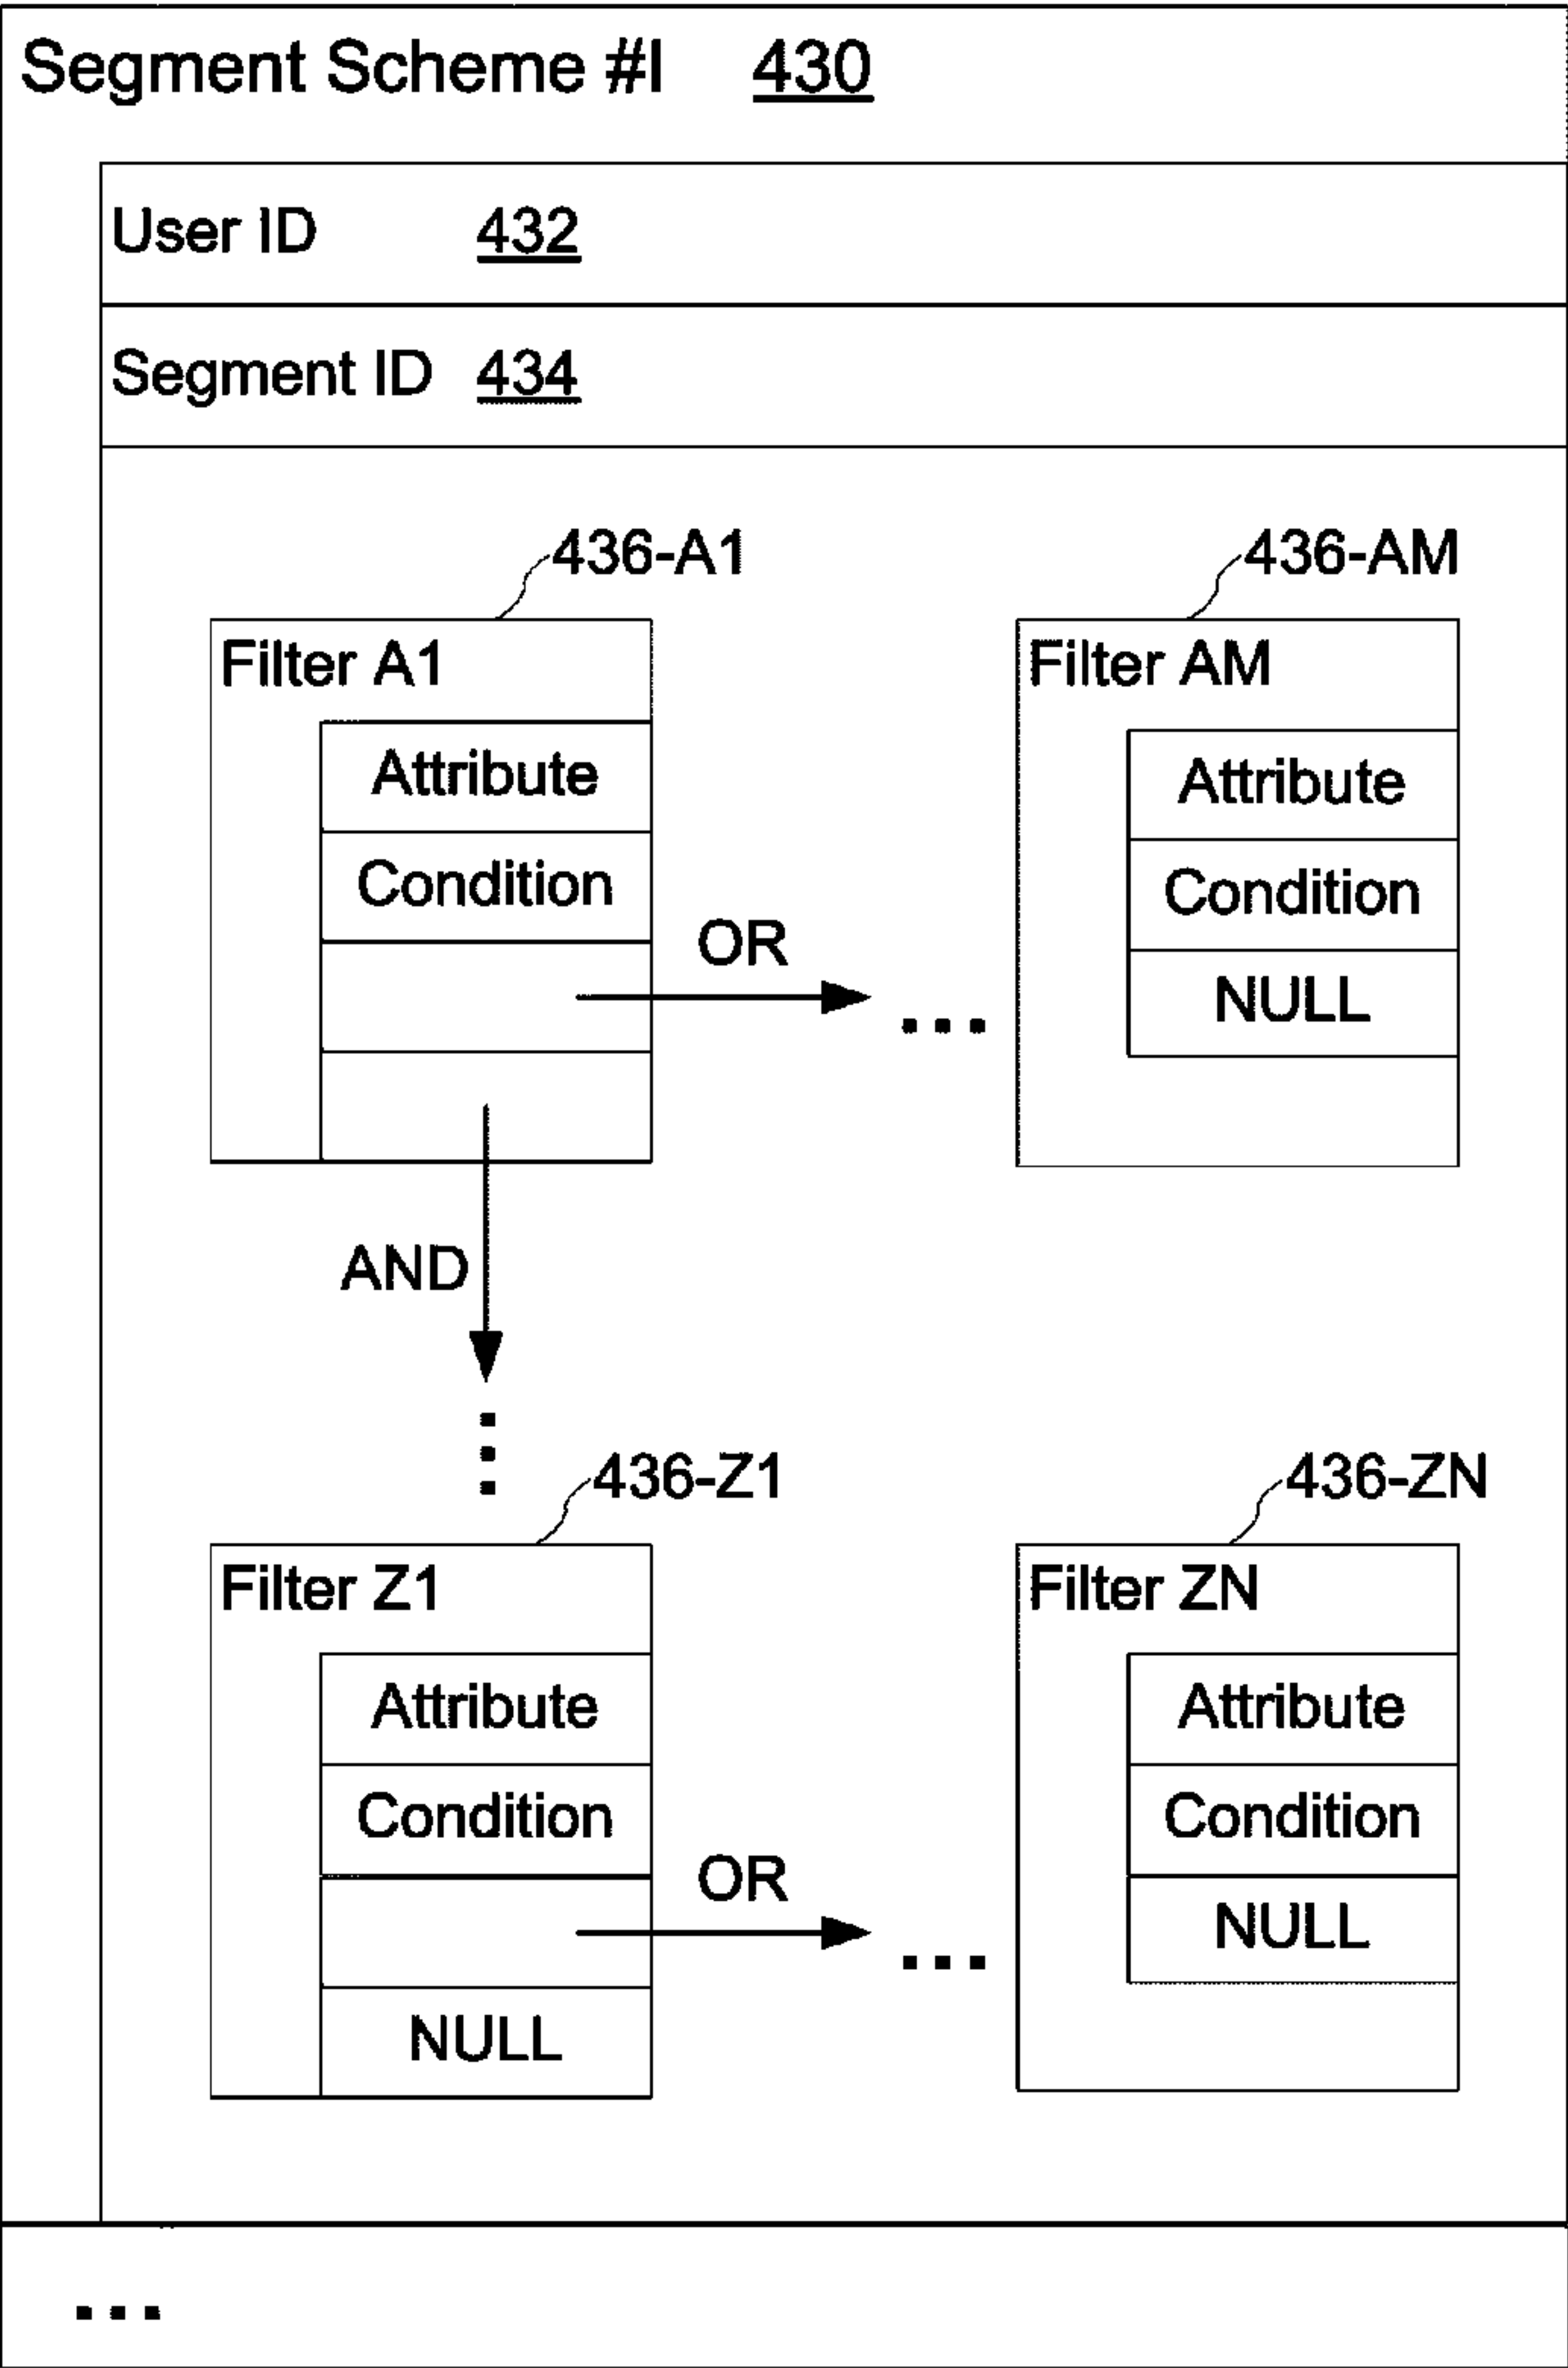 Segment Scheme #I 430
User ID 432
Segment ID 434
436-A1
436-AM
Filter A1
Filter AM
Attribute
Attribute
Condition
Condition
OR
...
NULL
AND
436-Z1
436-ZN
Filter Z1
Filter ZN
Attribute
Attribute
Condition
Condition
OR
...
NULL
NULL
...